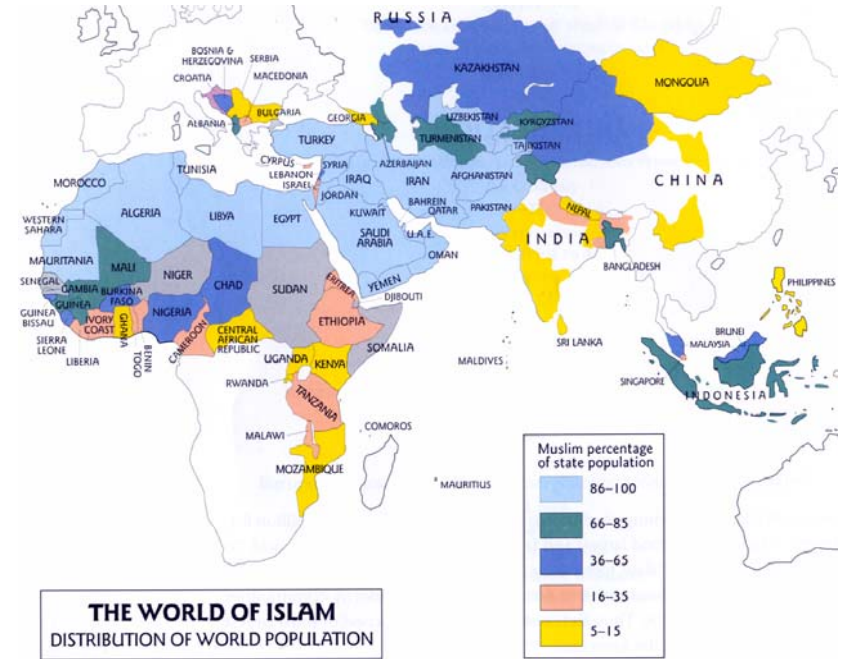 RUSSIA
BOSNIA &
HERZEGOVINA
SERBIA
CROATIA
MACEDONIA
BULGARIA
ALBANIA
GEORGIA
KAZAKHSTAN
MONGOLIA
UZBEKISTAN
KYRGYZSTAN
TURMENISTAN
TAJIKISTAN
TURKEY
TUNISIA
CYRPUS
SYRIA
LEBANON
ISRAEL
JORDAN
AZERBAIJAN
IRAQ
IRAN
AFGHANISTAN
CHINA
MOROCCO
ALGERIA
LIBYA
EGYPT
KUWAIT
BAHREIN
QATAR
PAKISTAN
NEPAL
WESTERN
SAHARA
SAUDI
ARABIA
U.A.E.
OMAN
INDIA
MAURITANIA
MALI
NIGER
CHAD
SUDAN
ERITREA
YEMEN
DJIBOUTI
BANGLADESH
PHILIPPINES
SENEGAL
GAMBIA
GUINEA
BURKINA
FASO
GUINEA
BISSAU
SIERRA
LEONE
LIBERIA
IVORY
COAST
GHANA
TOGO
BENIN
NIGERIA
CAMEROON
CENTRAL
AFRICAN
REPUBLIC
ETHIOPIA
SOMALIA
UGANDA
KENYA
RWANDA
TANZANIA
MALDIVES
SRI LANKA
BRUNEI
MALAYSIA
SINGAPORE
INDONESIA
MALAWI
COMOROS
MOZAMBIQUE
MAURITIUS
Muslim percentage
of state population
86–100
66–85
36–65
16–35
5–15
THE WORLD OF ISLAM
DISTRIBUTION OF WORLD POPULATION